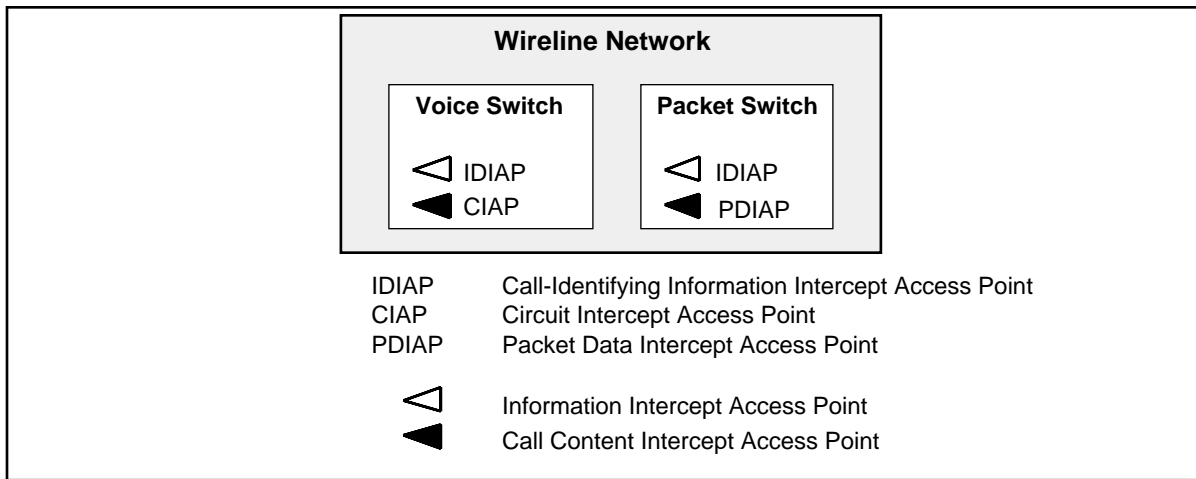 Wireline Network
Voice Switch Packet Switch
IDIAP IDIAP
CIAP PDIAP
IDIAP Call-Identifying Information Intercept Access Point
CIAP Circuit Intercept Access Point
PDIAP Packet Data Intercept Access Point
Information Intercept Access Point
Call Content Intercept Access Point